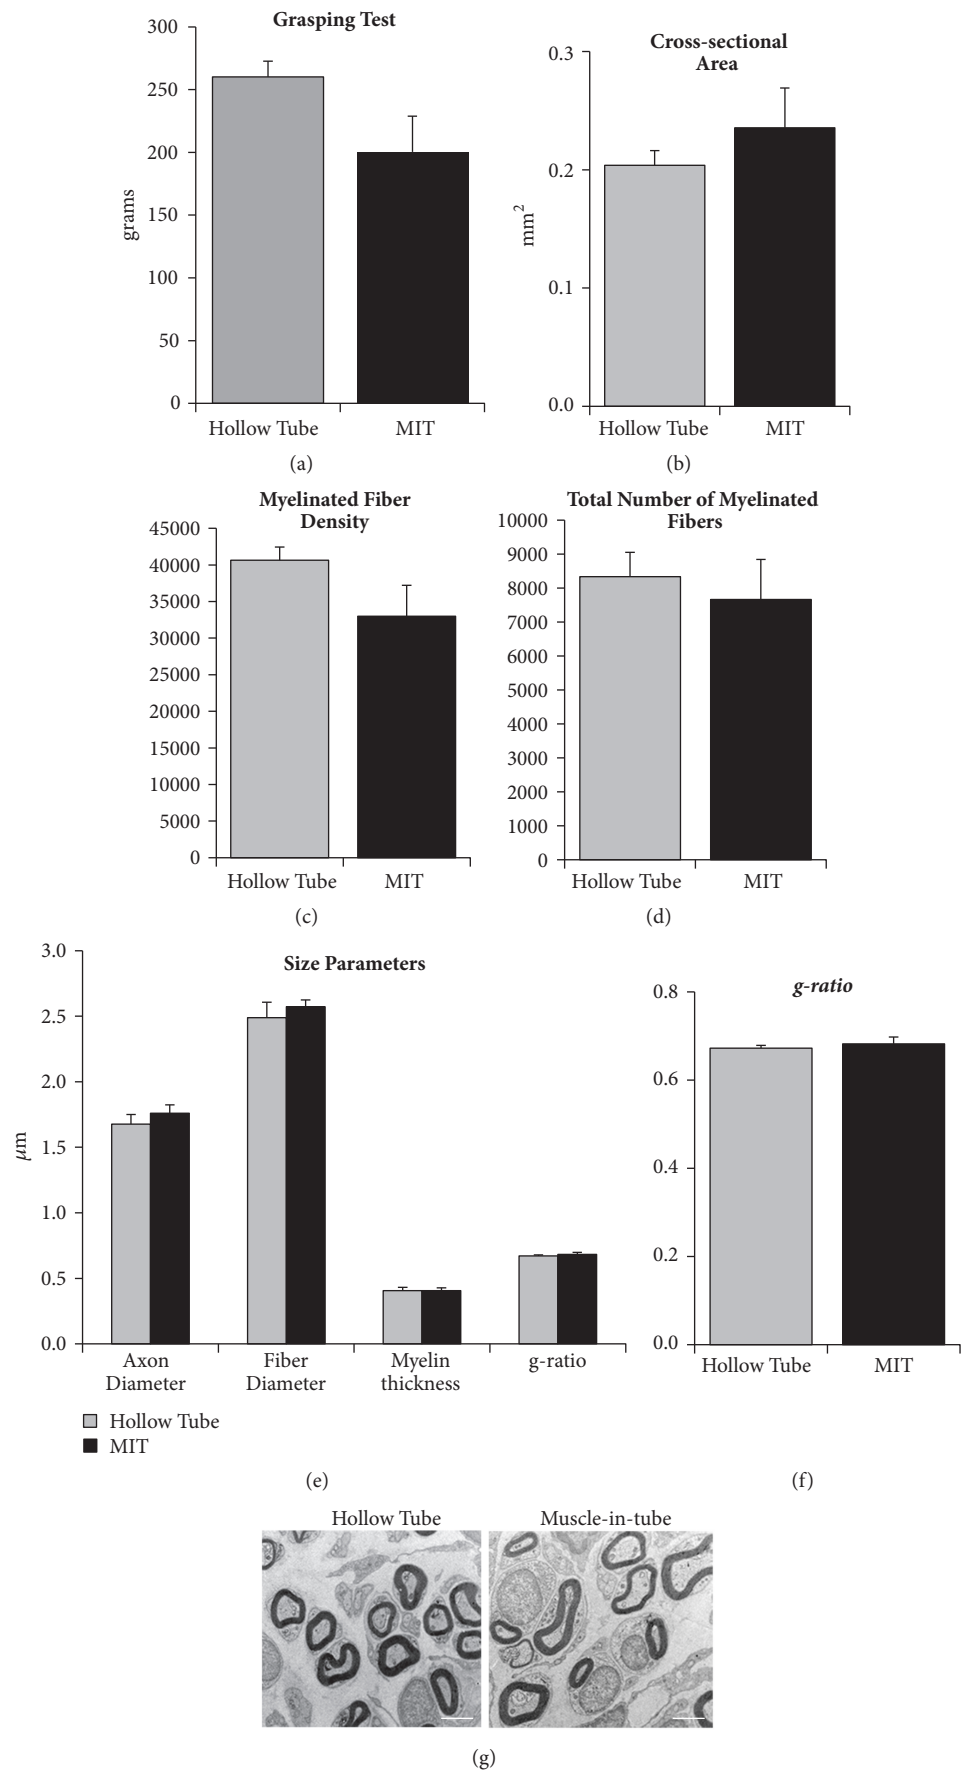 Grasping Test
300
250
200
150
100
50
0
grams
Hollow Tube MIT
(a)
Cross-sectional
Area
0.3
0.2
0.1
0.0
mm²
Hollow Tube MIT
(b)
Myelinated Fiber
Density
45000
40000
35000
30000
25000
20000
15000
10000
5000
0
Hollow Tube MIT
(c)
Total Number of Myelinated
Fibers
10000
9000
8000
7000
6000
5000
4000
3000
2000
1000
0
Hollow Tube MIT
(d)
Size Parameters
3.0
2.5
2.0
1.5
1.0
0.5
0.0
μm
Axon
Diameter
Fiber
Diameter
Myelin
thickness
g-ratio
Hollow Tube
MIT
(e)
g-ratio
0.8
0.6
0.4
0.2
0.0
Hollow Tube MIT
(f)
Hollow Tube Muscle-in-tube
(g)